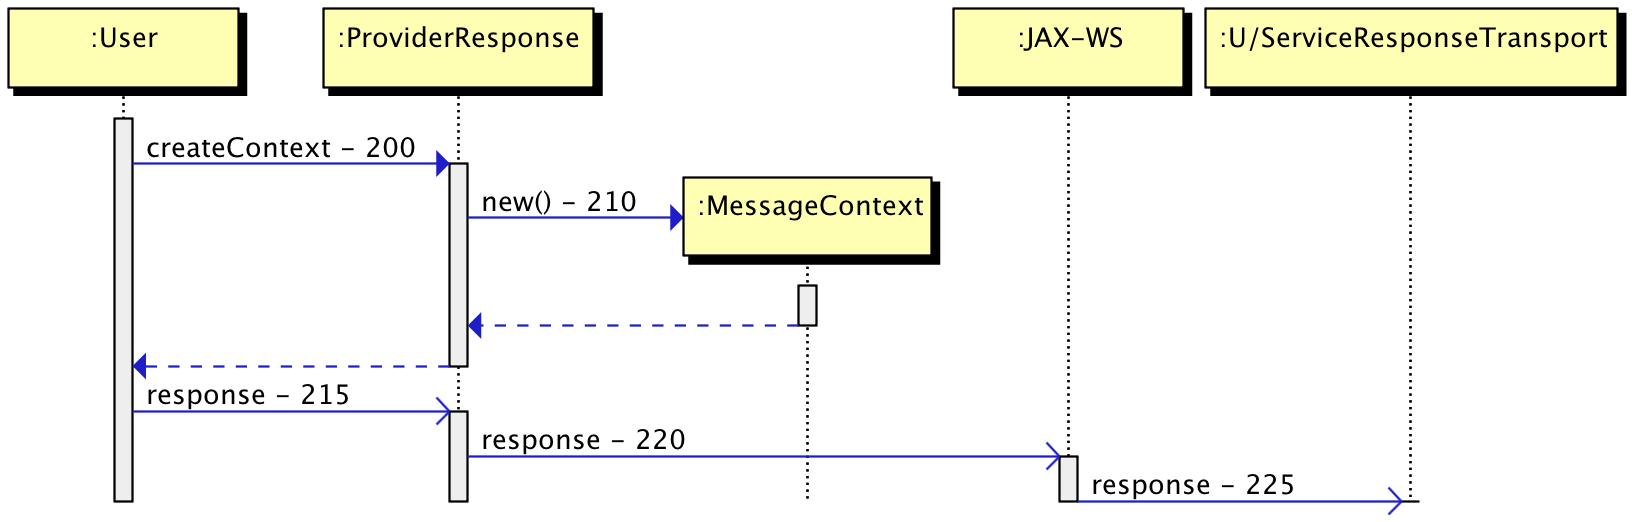 :User
:ProviderResponse
:JAX-WS
:U/ServiceResponseTransport
createContext - 200
new() - 210
:MessageContext
response - 215
response - 220
response - 225